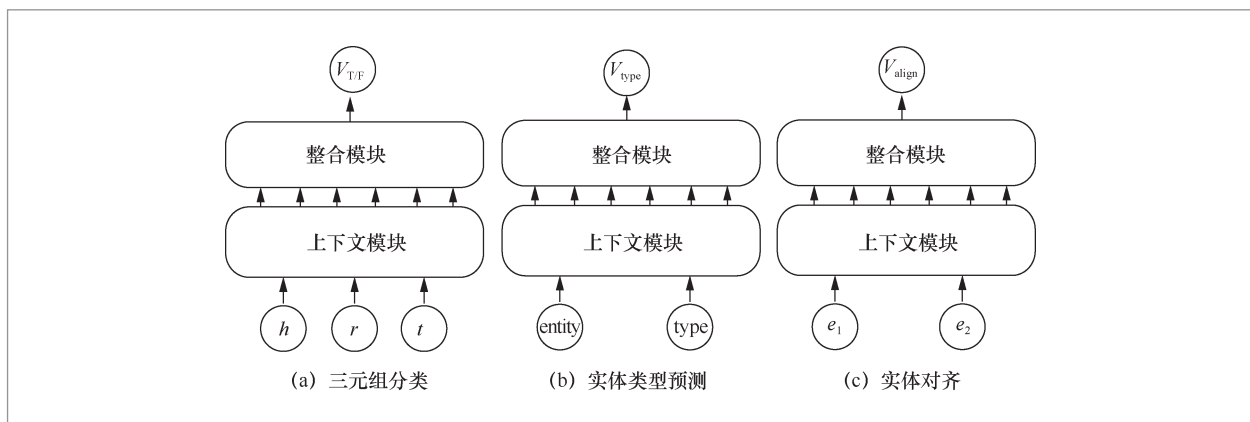 V_T/F V_type V_align
整合模块 整合模块 整合模块
上下文模块 上下文模块 上下文模块
h r t entity type e₁ e₂
(a) 三元组分类 (b) 实体类型预测 (c) 实体对齐